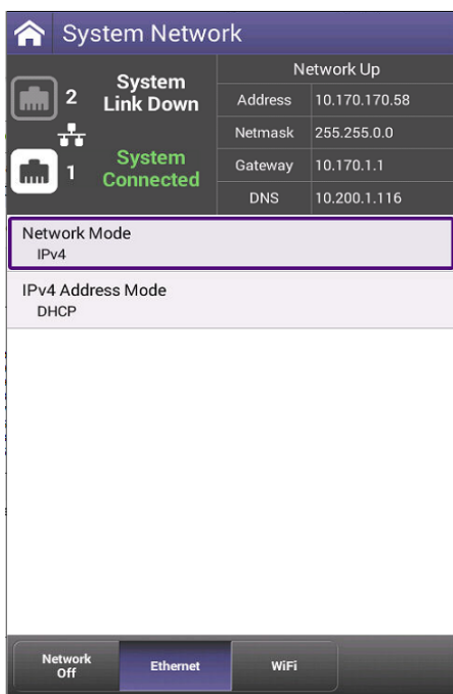 System Network
2
System
Link Down
1
System
Connected
Network Up
Address 10.170.170.58
Netmask 255.255.0.0
Gateway 10.170.1.1
DNS 10.200.1.116
Network Mode
IPv4
IPv4 Address Mode
DHCP
Network
Off
Ethernet
WiFi